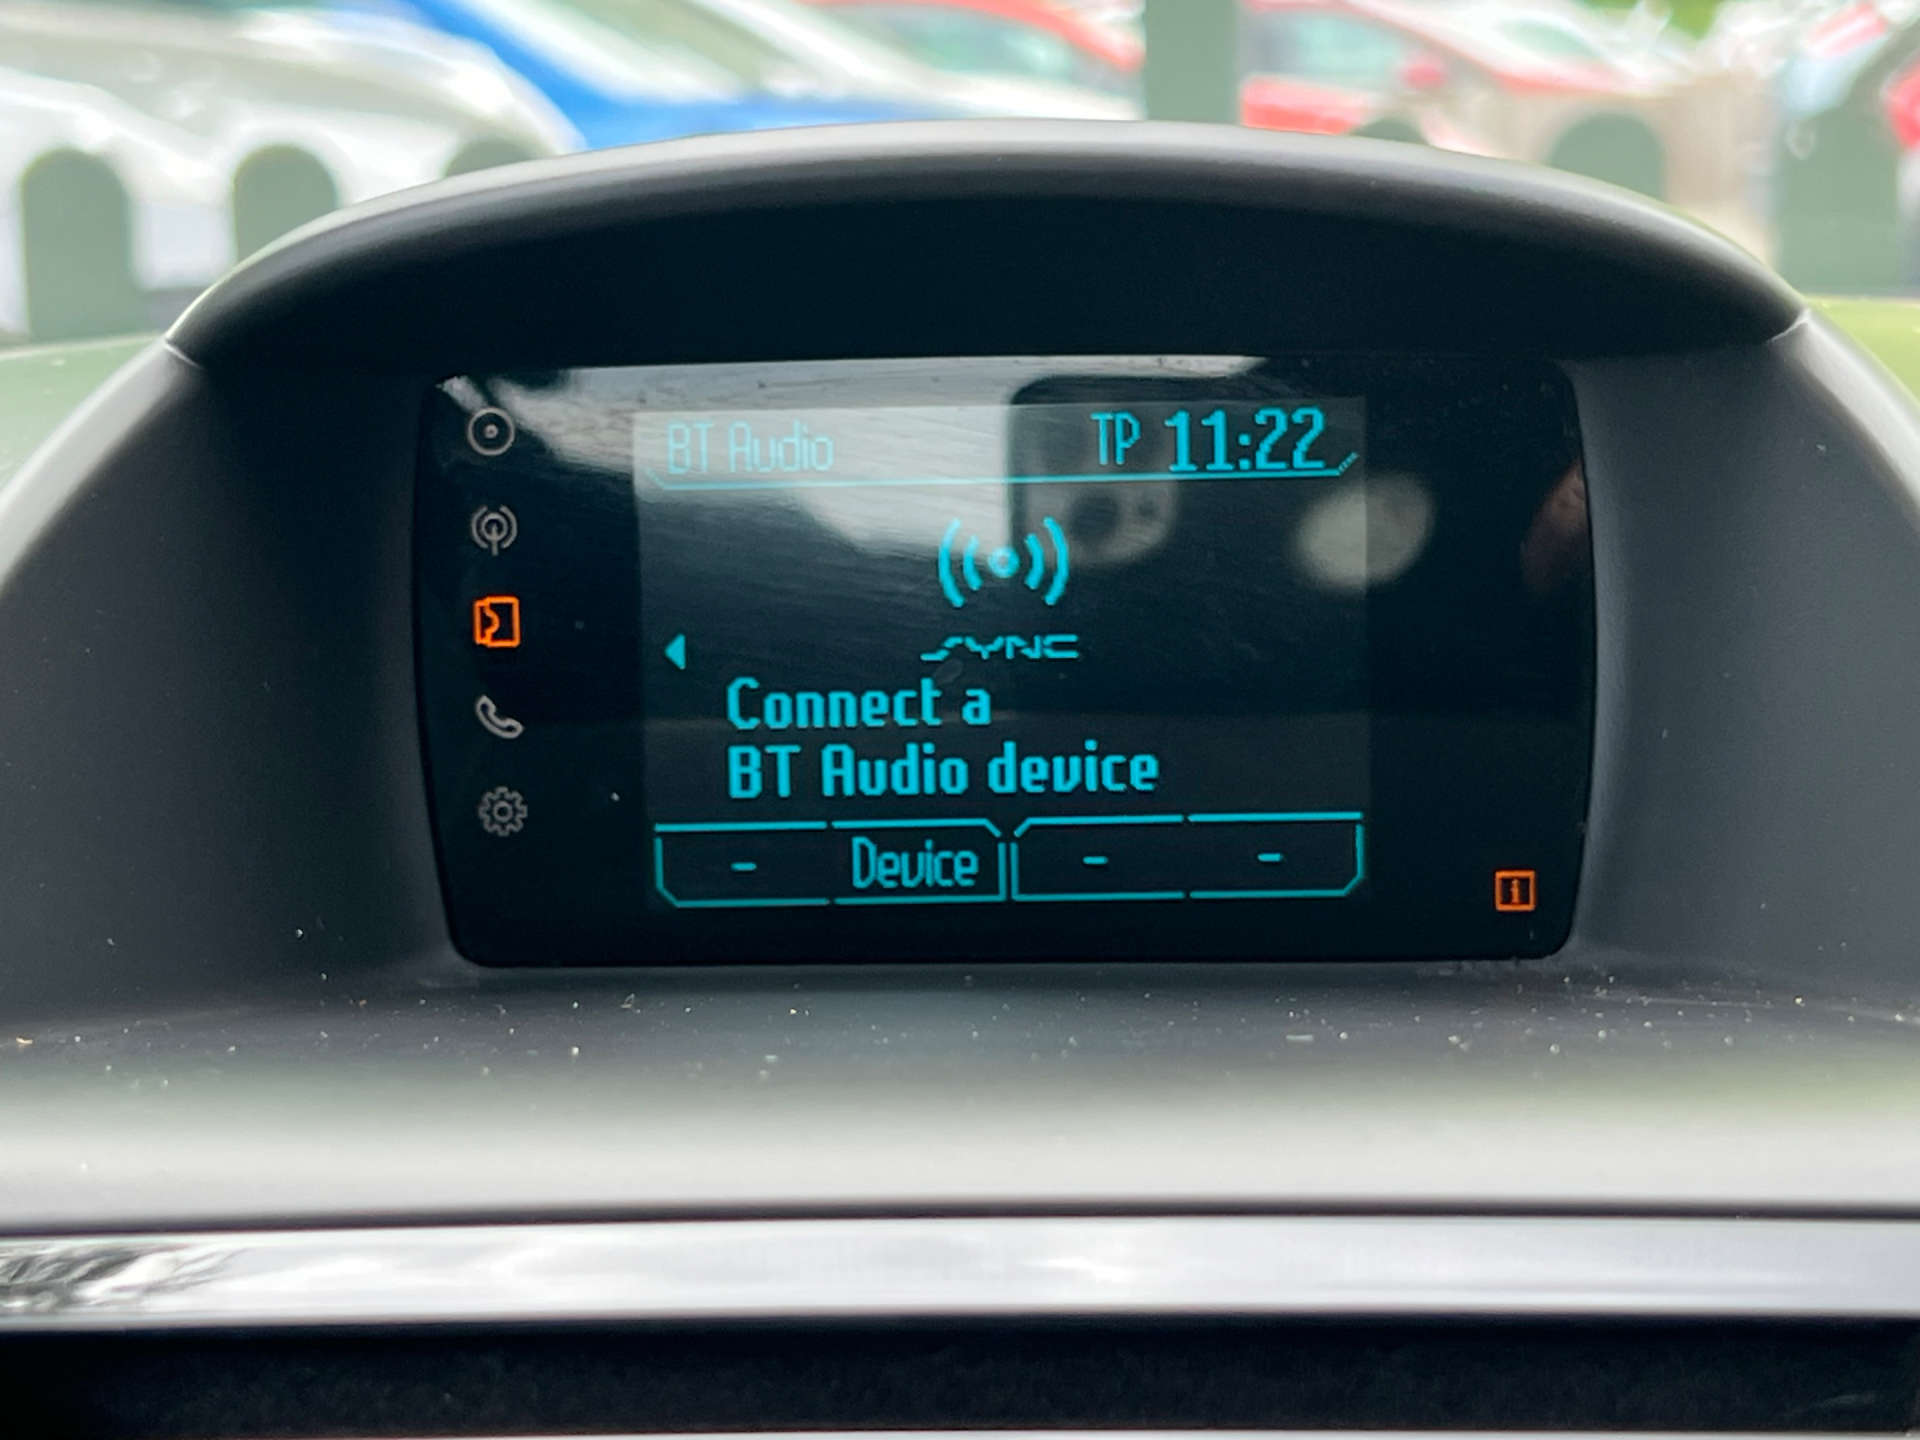 BT Audio TP 11:22
SYNC
Connect a
BT Audio device
- Device - -
i